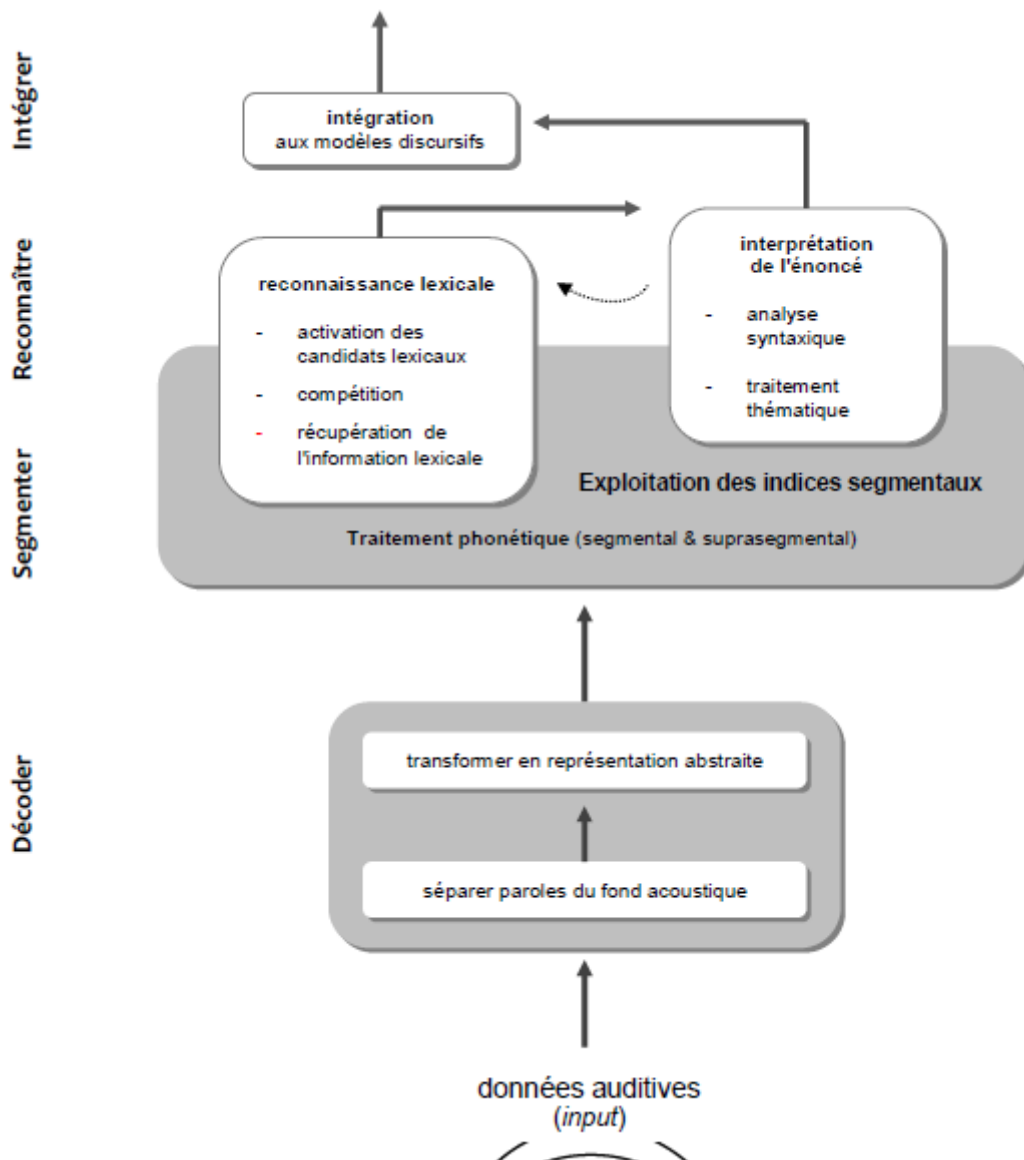 Intégrer
intégration
aux modèles discursifs
Reconnaître
reconnaissance lexicale
- activation des
candidats lexicaux
- compétition
- récupération de
l'information lexicale
interprétation
de l'énoncé
- analyse
syntaxique
- traitement
thématique
Segmenter
Exploitation des indices segmentaux
Traitement phonétique (segmental & suprasegmental)
Décoder
transformer en représentation abstraite
séparer paroles du fond acoustique
données auditives
(input)